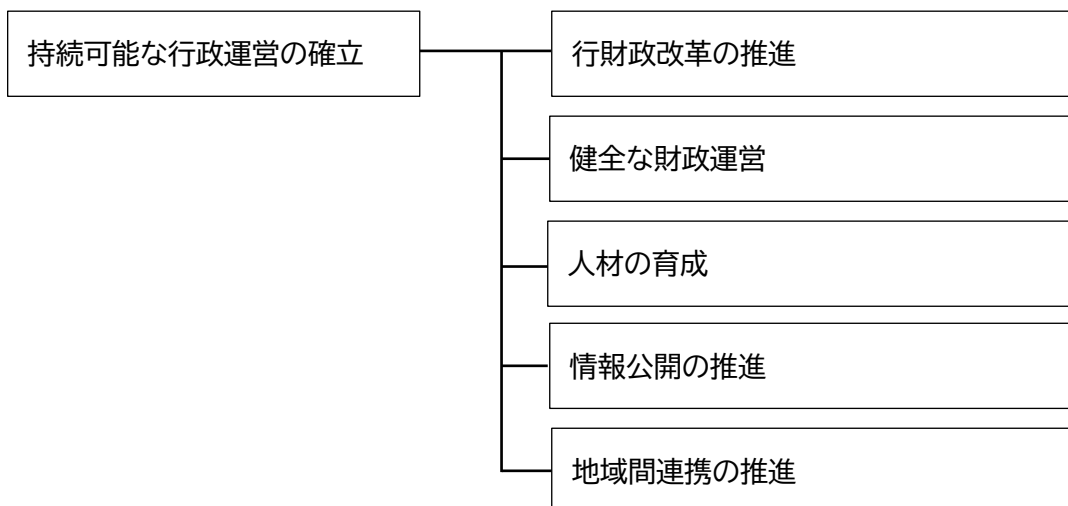 持続可能な行政運営の確立
行財政改革の推進
健全な財政運営
人材の育成
情報公開の推進
地域間連携の推進